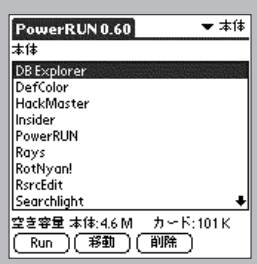 PowerRUN 0.60 ▼ 本体
本体
DB Explorer
DefColor
HackMaster
Insider
PowerRUN
Rays
RotNyan!
RsrcEdit
Searchlight
空き容量 本体:4.6 M カード:101 K
Run 移動 削除